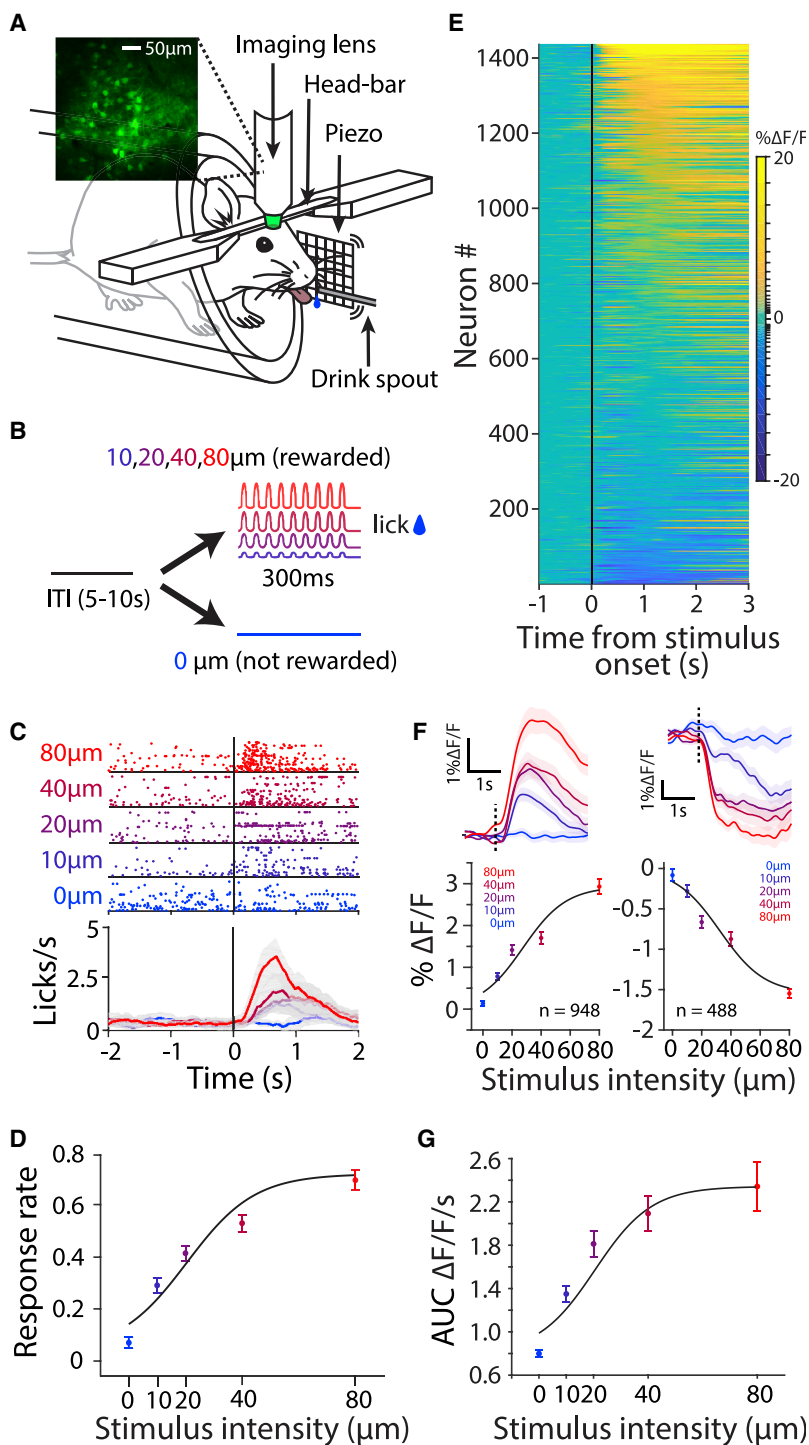 A
50µm
Imaging lens
Head-bar
Piezo
Drink spout
B
10,20,40,80µm (rewarded)
lick
300ms
ITI (5-10s)
0 µm (not rewarded)
C
80µm
40µm
20µm
10µm
0µm
5
2.5
0
Licks/s
-2 -1 0 1 2
Time (s)
D
0.8
0.6
0.4
0.2
0
Response rate
0 10 20 40 80
Stimulus intensity (µm)
E
1400
1200
1000
800
600
400
200
Neuron #
-1 0 1 2 3
Time from stimulus
onset (s)
%ΔF/F
20
0
-20
F
1%ΔF/F
1s
1%ΔF/F
1s
3
2
1
0
% ΔF/F
80µm
40µm
20µm
10µm
0µm
n = 948
0 20 40 60 80
0
-0.5
-1
-1.5
-2
0µm
10µm
20µm
40µm
80µm
n = 488
0 20 40 60 80
Stimulus intensity (µm)
G
2.6
2.2
1.8
1.4
1.0
0.6
AUC ΔF/F/s
0 10 20 40 80
Stimulus intensity (µm)